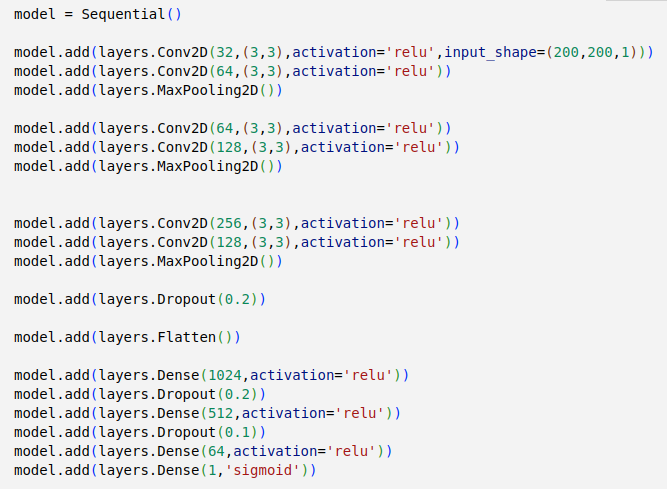 model = Sequential()
model.add(layers.Conv2D(32,(3,3),activation='relu',input_shape=(200,200,1)))
model.add(layers.Conv2D(64,(3,3),activation='relu'))
model.add(layers.MaxPooling2D())
model.add(layers.Conv2D(64,(3,3),activation='relu'))
model.add(layers.Conv2D(128,(3,3),activation='relu'))
model.add(layers.MaxPooling2D())
model.add(layers.Conv2D(256,(3,3),activation='relu'))
model.add(layers.Conv2D(128,(3,3),activation='relu'))
model.add(layers.MaxPooling2D())
model.add(layers.Dropout(0.2))
model.add(layers.Flatten())
model.add(layers.Dense(1024,activation='relu'))
model.add(layers.Dropout(0.2))
model.add(layers.Dense(512,activation='relu'))
model.add(layers.Dropout(0.1))
model.add(layers.Dense(64,activation='relu'))
model.add(layers.Dense(1,'sigmoid'))